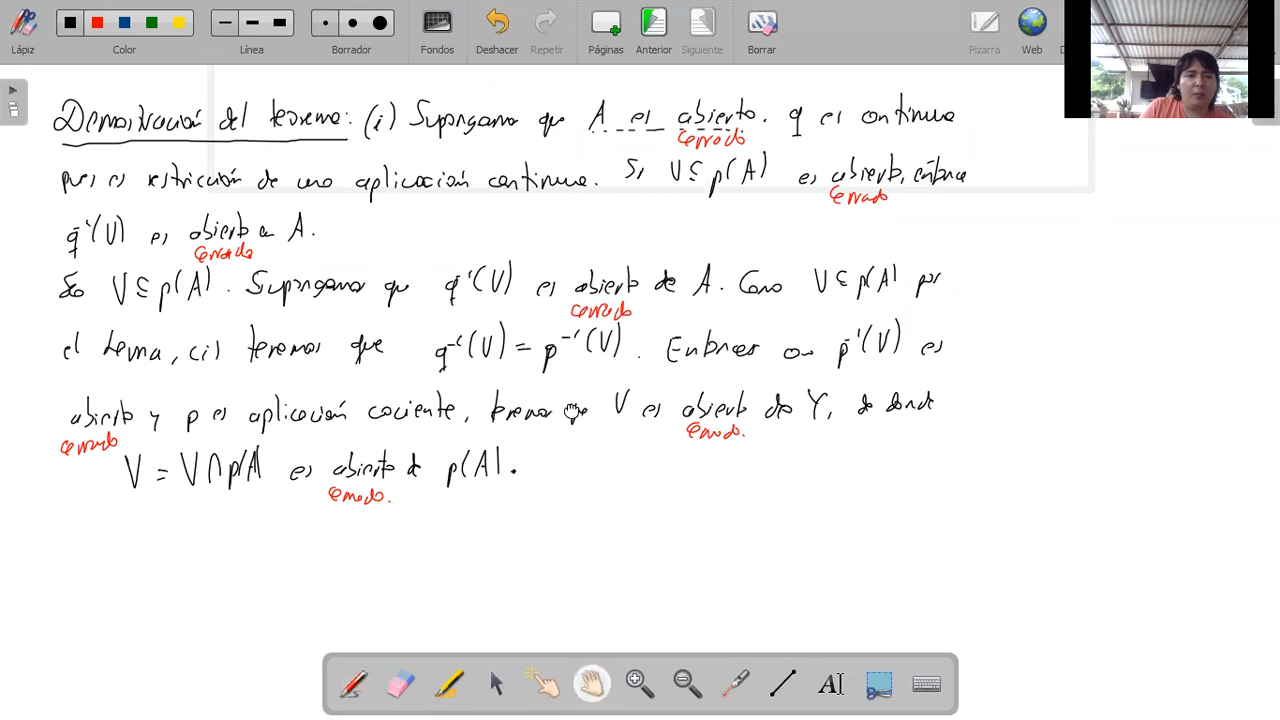 Lápiz
Color
Línea
Borrador
Fondos
Deshacer
Repetir
Páginas
Anterior
Siguiente
Borrar
Pizarra
Web
Demostración del teorema: (i) Supongamos que A es abierto. q es continua
cerrado
pues es restricción de una aplicación continua. Si V⊆p(A) es abierto, entonces
cerrado
q⁻¹(V) es abierto en A.
cerrado
Sea V⊆p(A). Supongamos que q⁻¹(V) es abierto de A. Como V⊆p(A) por
cerrado
el Lema, (i) tenemos que q⁻¹(V) = p⁻¹(V). Entonces como p⁻¹(V) es
abierto y p es aplicación cociente, tenemos que V es abierto de Y, de donde
cerrado cerrado.
V = V∩p(A) es abierto de p(A).
cerrado.